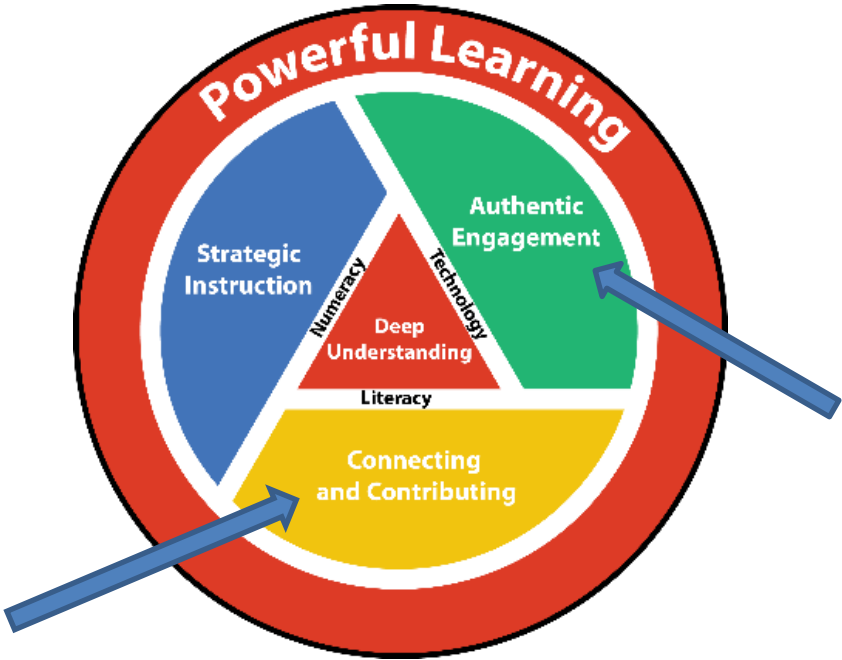 Powerful Learning
Authentic
Engagement
Strategic
Instruction
Numeracy
Technology
Deep
Understanding
Literacy
Connecting
and Contributing